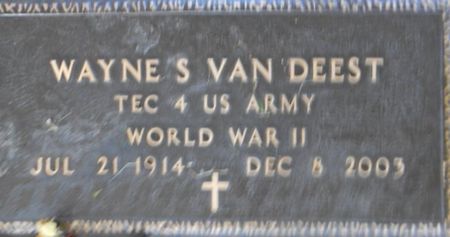 WAYNE S VAN DEEST
TEC 4 US ARMY
WORLD WAR II
JUL 21 1914 DEC 8 2003